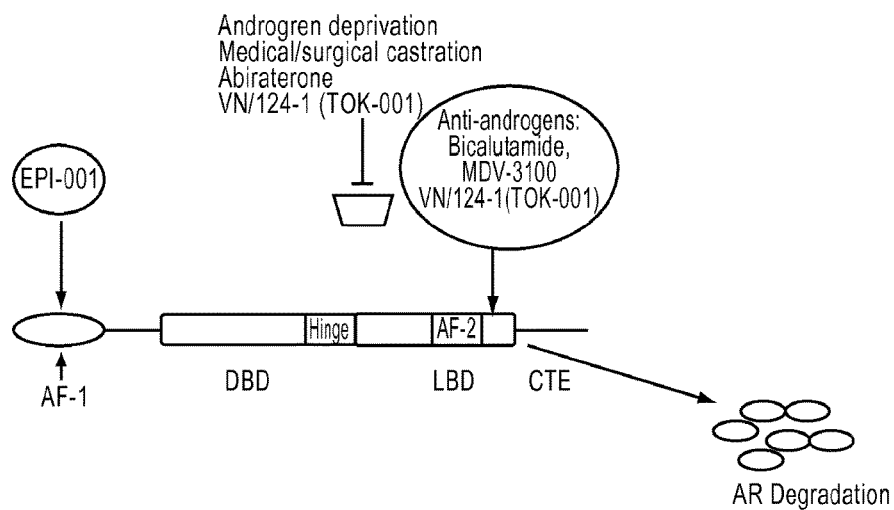 Androgren deprivation
Medical/surgical castration
Abiraterone
VN/124-1 (TOK-001)
Anti-androgens:
Bicalutamide,
MDV-3100
VN/124-1(TOK-001)
EPI-001
Hinge
AF-2
AF-1
DBD
LBD
CTE
AR Degradation